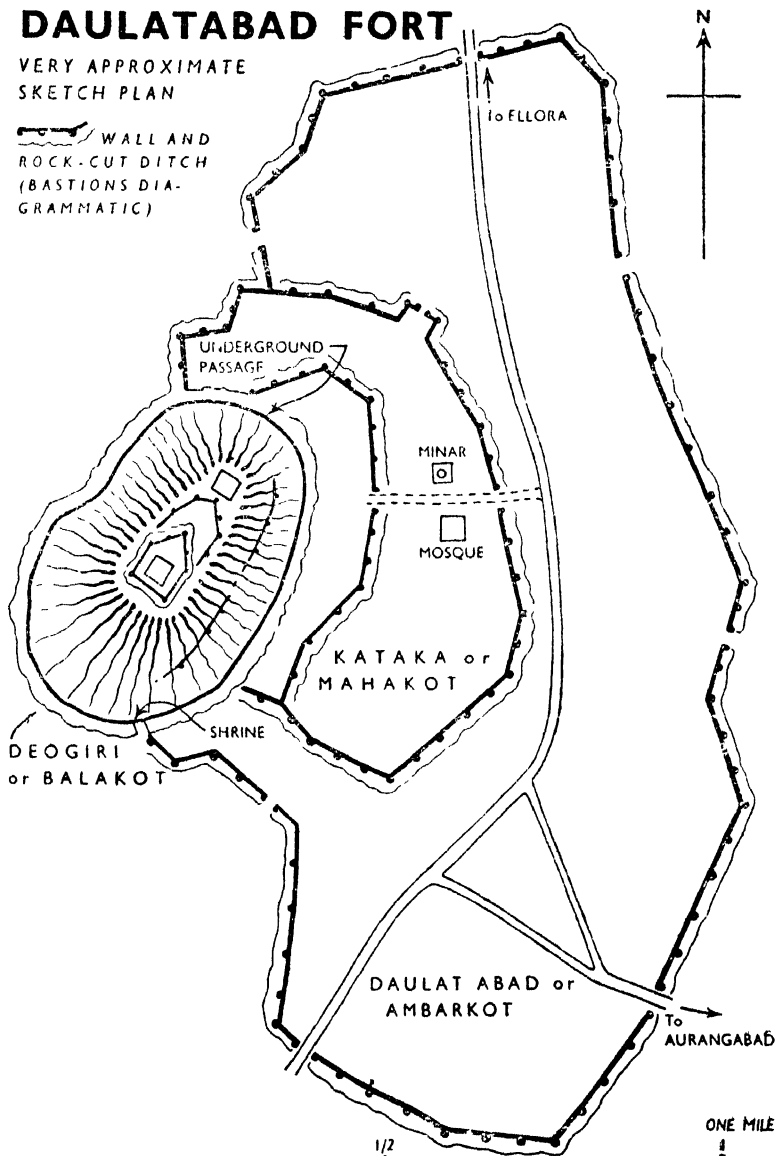 DAULATABAD FORT
VERY APPROXIMATE
SKETCH PLAN
WALL AND
ROCK-CUT DITCH
(BASTIONS DIA-
GRAMMATIC)
N
To ELLORA
UNDERGROUND
PASSAGE
MINAR
MOSQUE
KATAKA or
MAHAKOT
SHRINE
DEOGIRI
or BALAKOT
DAULAT ABAD or
AMBARKOT
To
AURANGABAD
1/2
ONE MILE